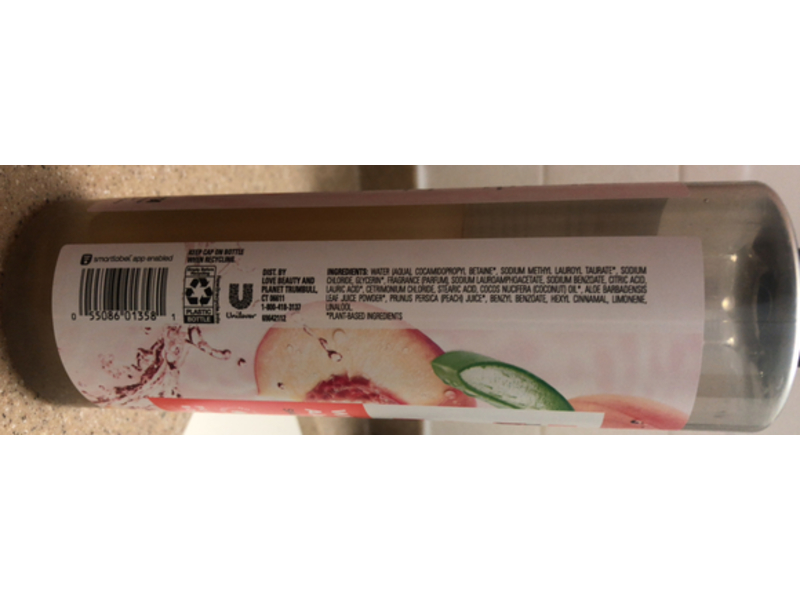 smartlabel app enabled
0 55086 01358 1
KEEP CAP ON BOTTLE
WHEN RECYCLING.
PLASTIC
BOTTLE
Unilever
DIST. BY
LOVE BEAUTY AND
PLANET TRUMBULL,
CT 06611
1-866-418-3137
69642112
INGREDIENTS: WATER (AQUA), COCAMIDOPROPYL BETAINE*, SODIUM METHYL LAUROYL TAURATE*, SODIUM
CHLORIDE, GLYCERIN*, FRAGRANCE (PARFUM), SODIUM LAUROAMPHOACETATE, SODIUM BENZOATE, CITRIC ACID,
LAURIC ACID*, CETRIMONIUM CHLORIDE, STEARIC ACID, COCOS NUCIFERA (COCONUT) OIL*, ALOE BARBADENSIS
LEAF JUICE POWDER*, PRUNUS PERSICA (PEACH) JUICE*, BENZYL BENZOATE, HEXYL CINNAMAL, LIMONENE,
LINALOOL
*PLANT-BASED INGREDIENTS